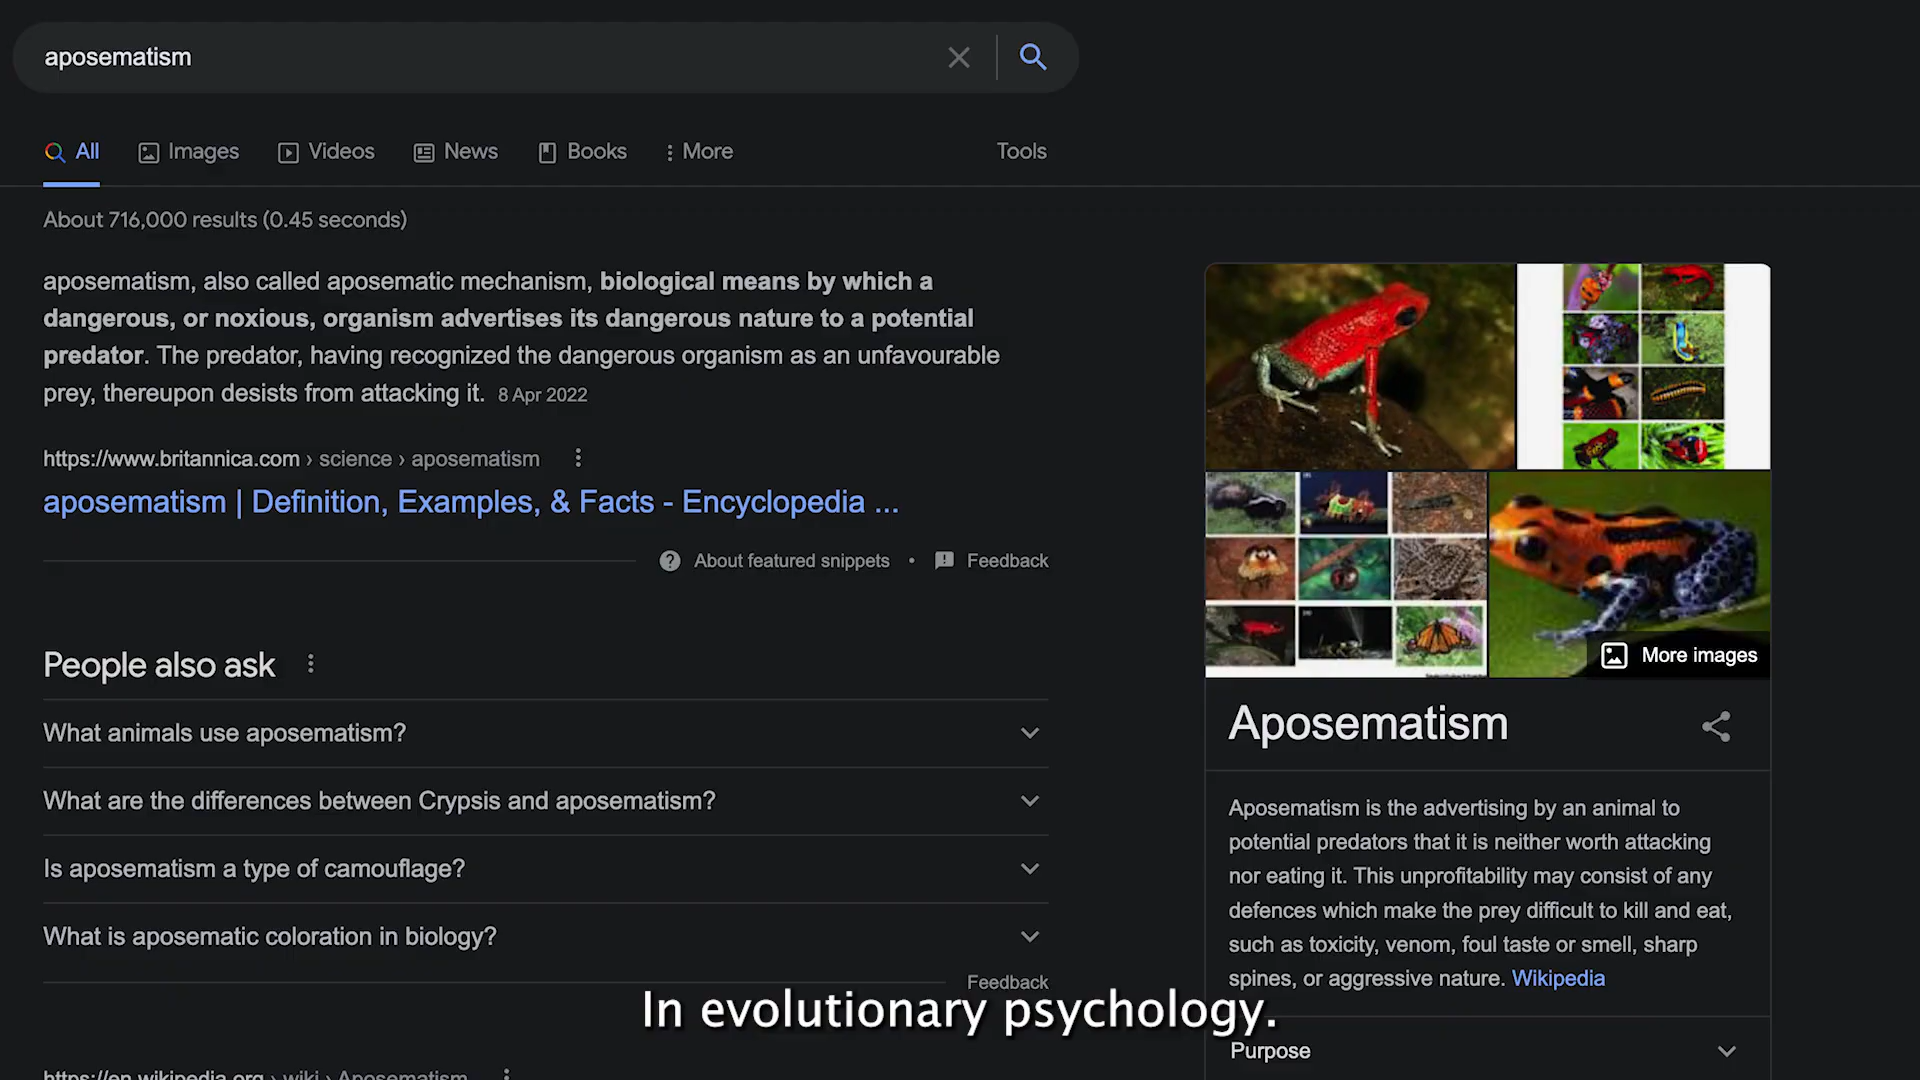 aposematism
All
Images
Videos
News
Books
More
Tools
About 716,000 results (0.45 seconds)
aposematism, also called aposematic mechanism, biological means by which a
dangerous, or noxious, organism advertises its dangerous nature to a potential
predator. The predator, having recognized the dangerous organism as an unfavourable
prey, thereupon desists from attacking it. 8 Apr 2022
https://www.britannica.com › science › aposematism
aposematism | Definition, Examples, & Facts - Encyclopedia ...
About featured snippets • Feedback
People also ask
What animals use aposematism?
What are the differences between Crypsis and aposematism?
Is aposematism a type of camouflage?
What is aposematic coloration in biology?
Feedback
https://en.wikipedia.org › wiki › Aposematism
More images
Aposematism
Aposematism is the advertising by an animal to
potential predators that it is neither worth attacking
nor eating it. This unprofitability may consist of any
defences which make the prey difficult to kill and eat,
such as toxicity, venom, foul taste or smell, sharp
spines, or aggressive nature. Wikipedia
Purpose
In evolutionary psychology.